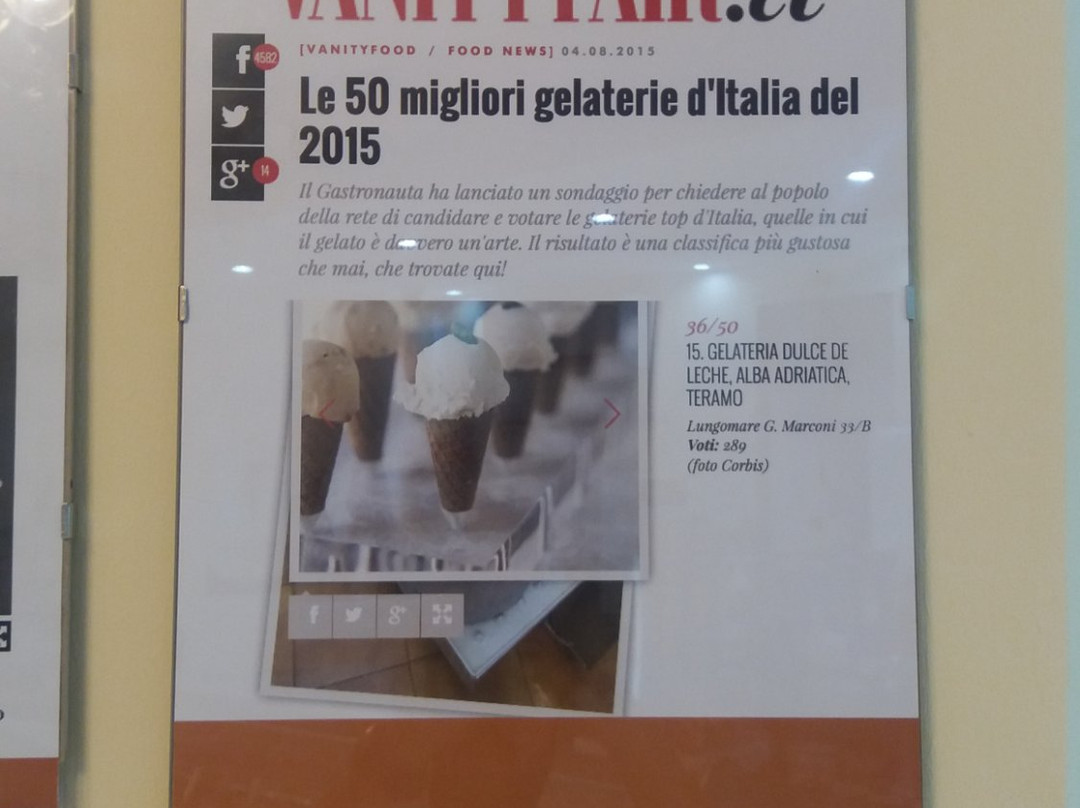 VANITY FAIR.it
f 4582
[VANITYFOOD / FOOD NEWS] 04.08.2015
Le 50 migliori gelaterie d'Italia del
2015
g+ 14
Il Gastronauta ha lanciato un sondaggio per chiedere al popolo
della rete di candidare e votare le gelaterie top d'Italia, quelle in cui
il gelato è davvero un'arte. Il risultato è una classifica più gustosa
che mai, che trovate qui!
36/50
15. GELATERIA DULCE DE
LECHE, ALBA ADRIATICA,
TERAMO
Lungomare G. Marconi 33/B
Voti: 289
(foto Corbis)
f g+